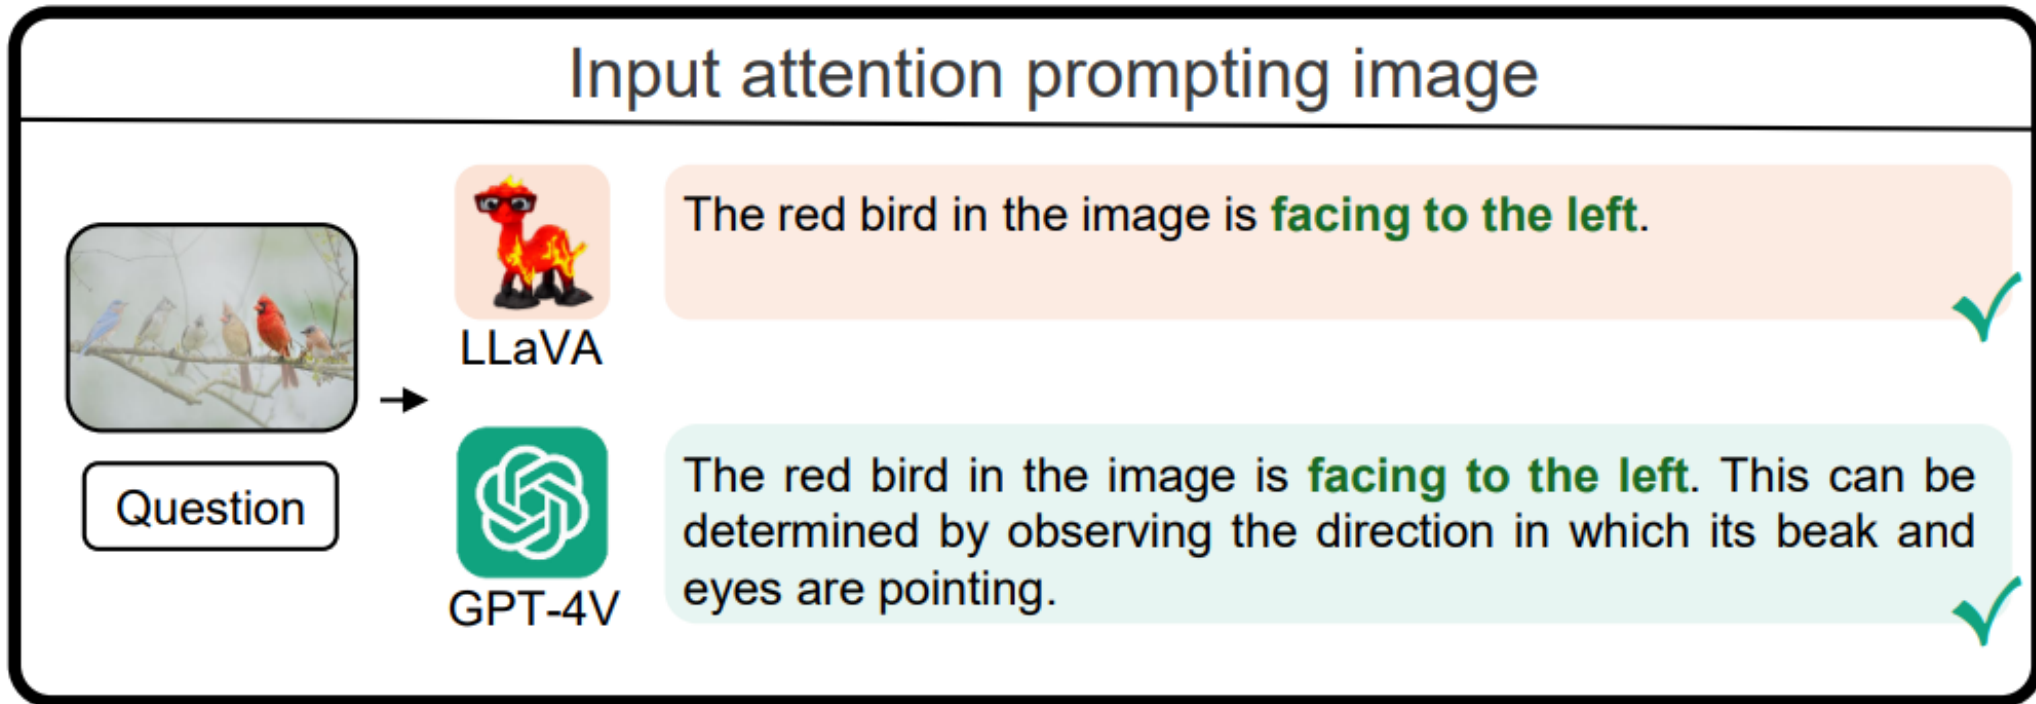 Input attention prompting image
The red bird in the image is facing to the left.
LLaVA
Question
The red bird in the image is facing to the left. This can be
determined by observing the direction in which its beak and
eyes are pointing.
GPT-4V